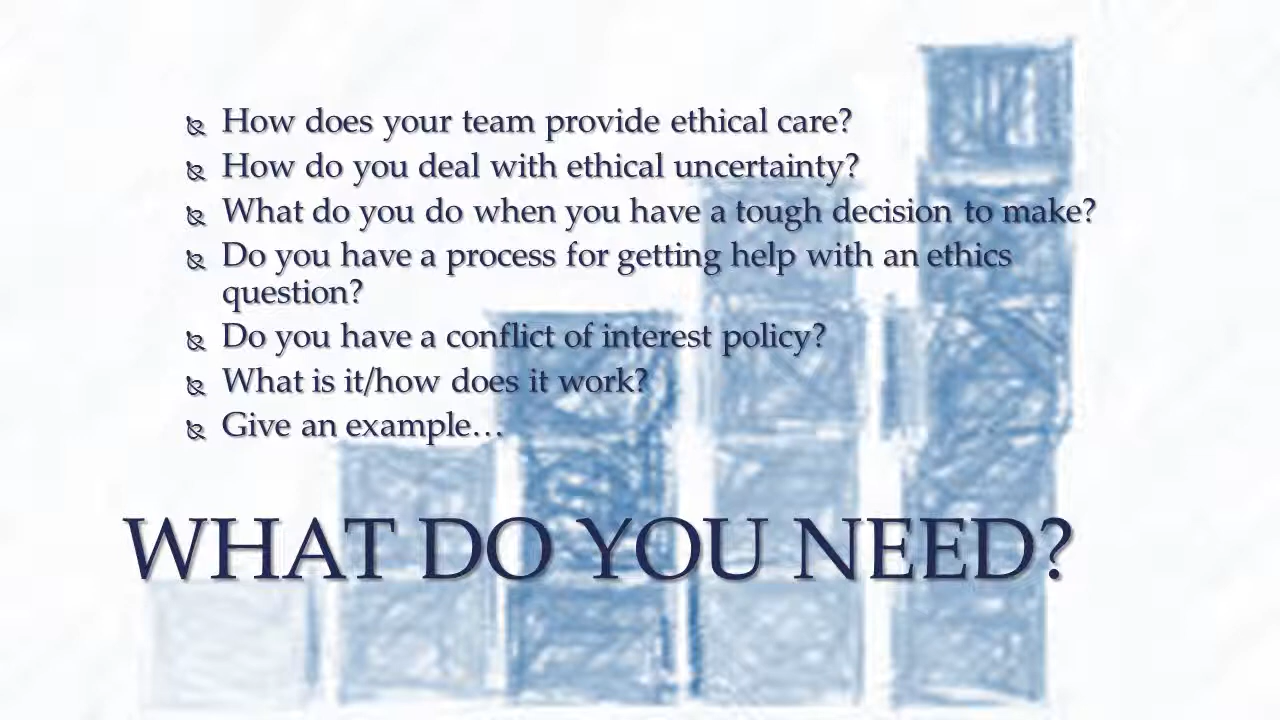 How does your team provide ethical care?
How do you deal with ethical uncertainty?
What do you do when you have a tough decision to make?
Do you have a process for getting help with an ethics
question?
Do you have a conflict of interest policy?
What is it/how does it work?
Give an example…
WHAT DO YOU NEED?